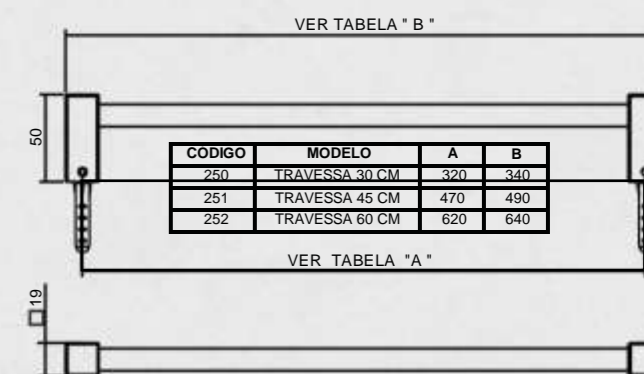 VER TABELA " B "
50
CÓDIGO MODELO A B
250 TRAVESSA 30 CM 320 340
251 TRAVESSA 45 CM 470 490
252 TRAVESSA 60 CM 620 640
VER TABELA "A "
□ 19